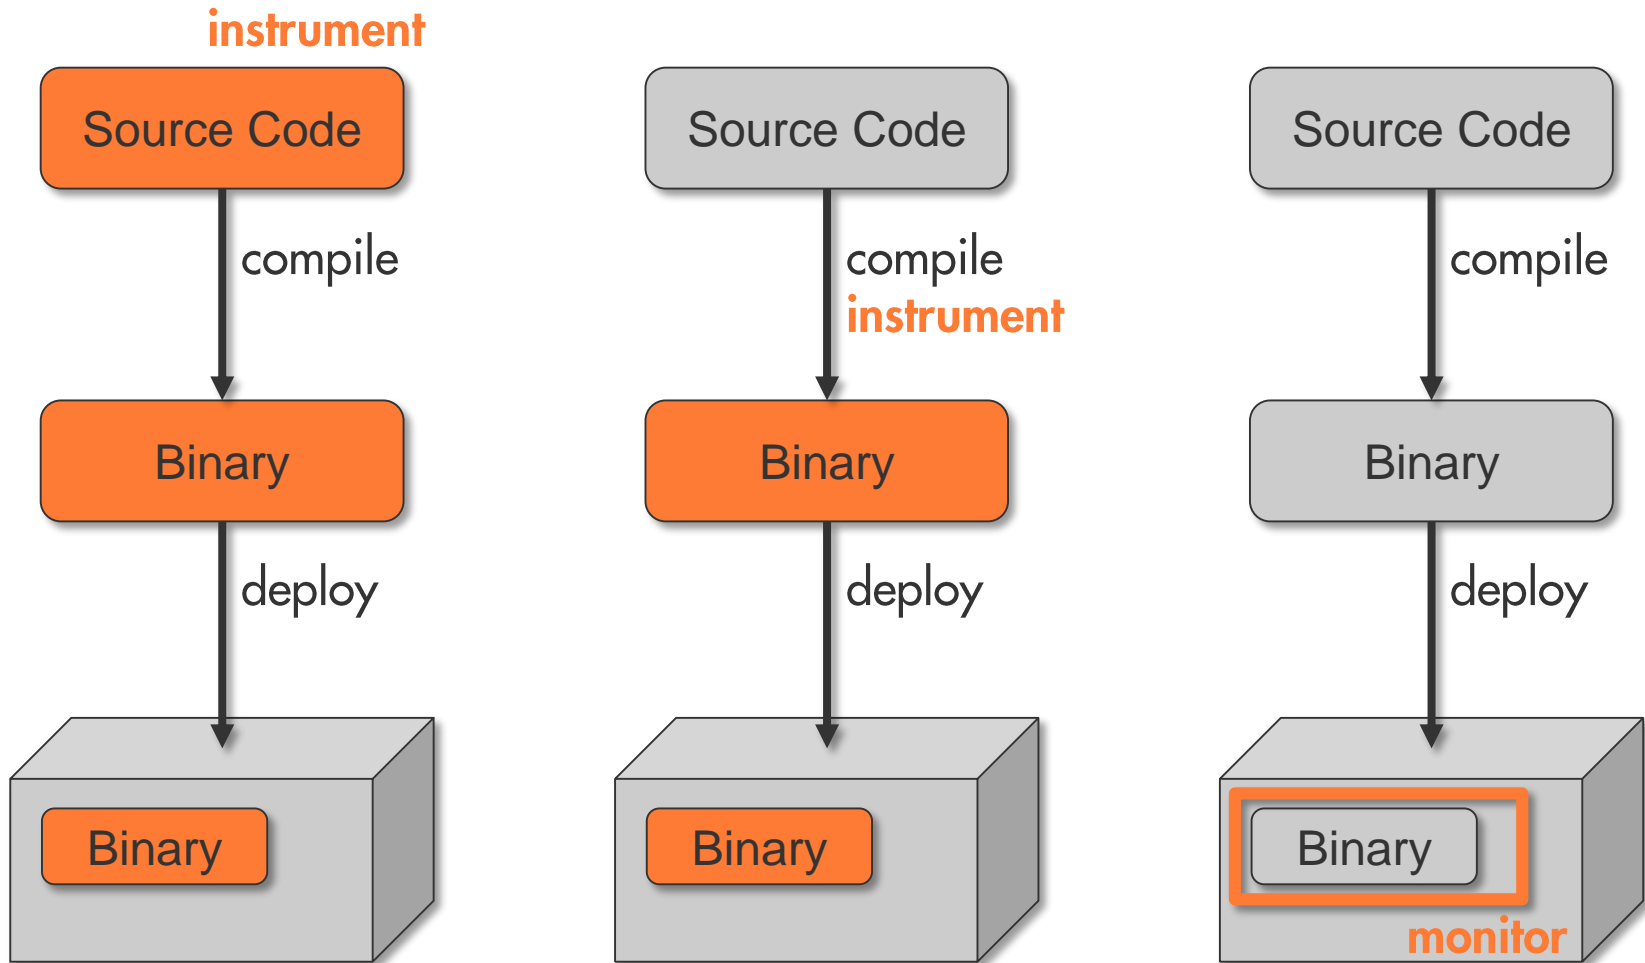 instrument
Source Code
compile
Binary
deploy
Binary
Source Code
compile
instrument
Binary
deploy
Binary
Source Code
compile
Binary
deploy
Binary
monitor